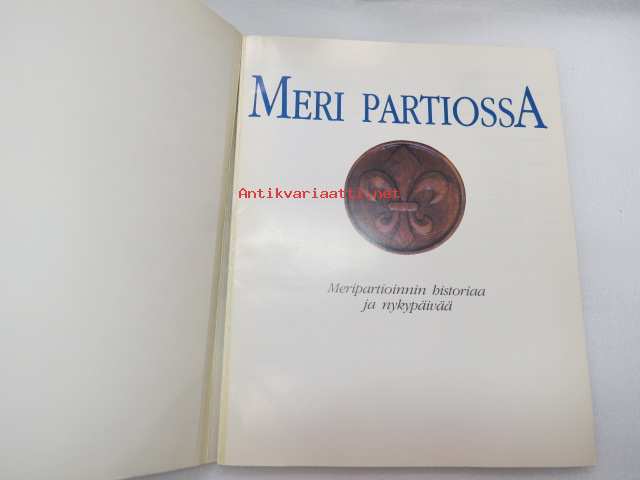 MERI PARTIOSSA
Antikvariaatti.net
Meripartioinnin historiaa
ja nykypäivää